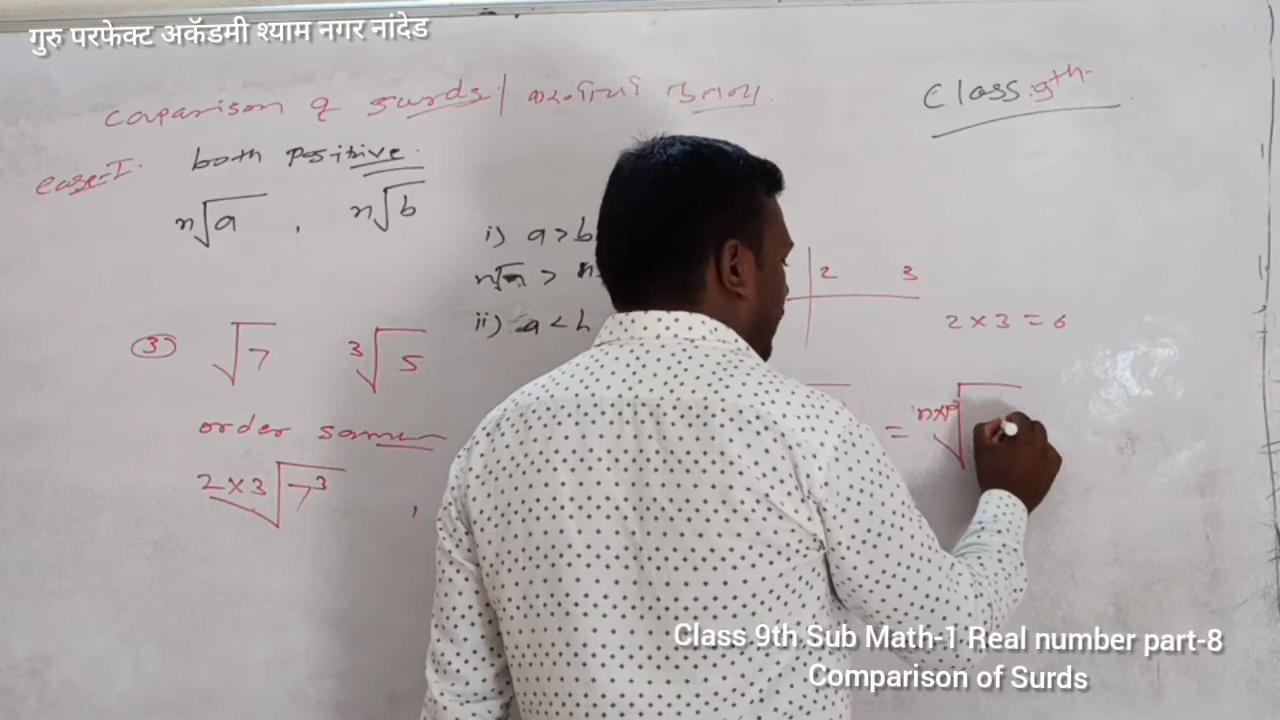 गुरु परफेक्ट अकॅडमी श्याम नगर नांदेड
Caparison of surds |
Class: 9th
case-I. both positive.
n√a , n√b
i) a > b
n√a > n
ii) a < b
2 3
2 × 3 = 6
③ √7 3√5
order same
= n×p√
2×3√7³ ,
Class 9th Sub Math-1 Real number part-8
Comparison of Surds